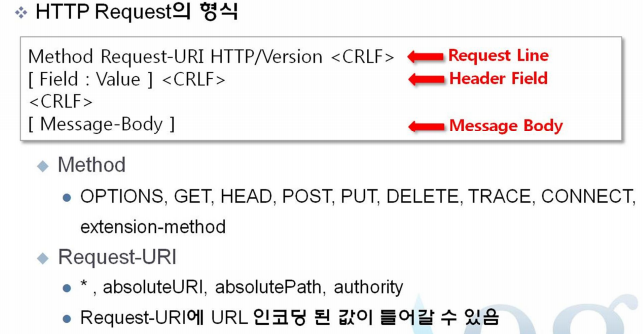 HTTP Request의 형식
Method Request-URI HTTP/Version <CRLF> Request Line
[ Field : Value ] <CRLF> Header Field
<CRLF>
[ Message-Body ] Message Body
Method
OPTIONS, GET, HEAD, POST, PUT, DELETE, TRACE, CONNECT,
extension-method
Request-URI
* , absoluteURI, absolutePath, authority
Request-URI에 URL 인코딩 된 값이 들어갈 수 있음